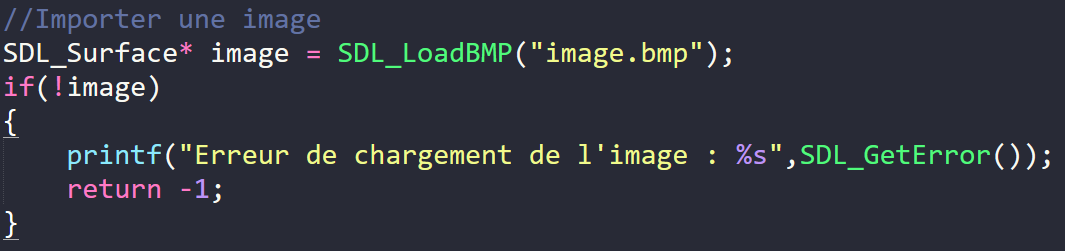 //Importer une image
SDL_Surface* image = SDL_LoadBMP("image.bmp");
if(!image)
{
    printf("Erreur de chargement de l'image : %s",SDL_GetError());
    return -1;
}